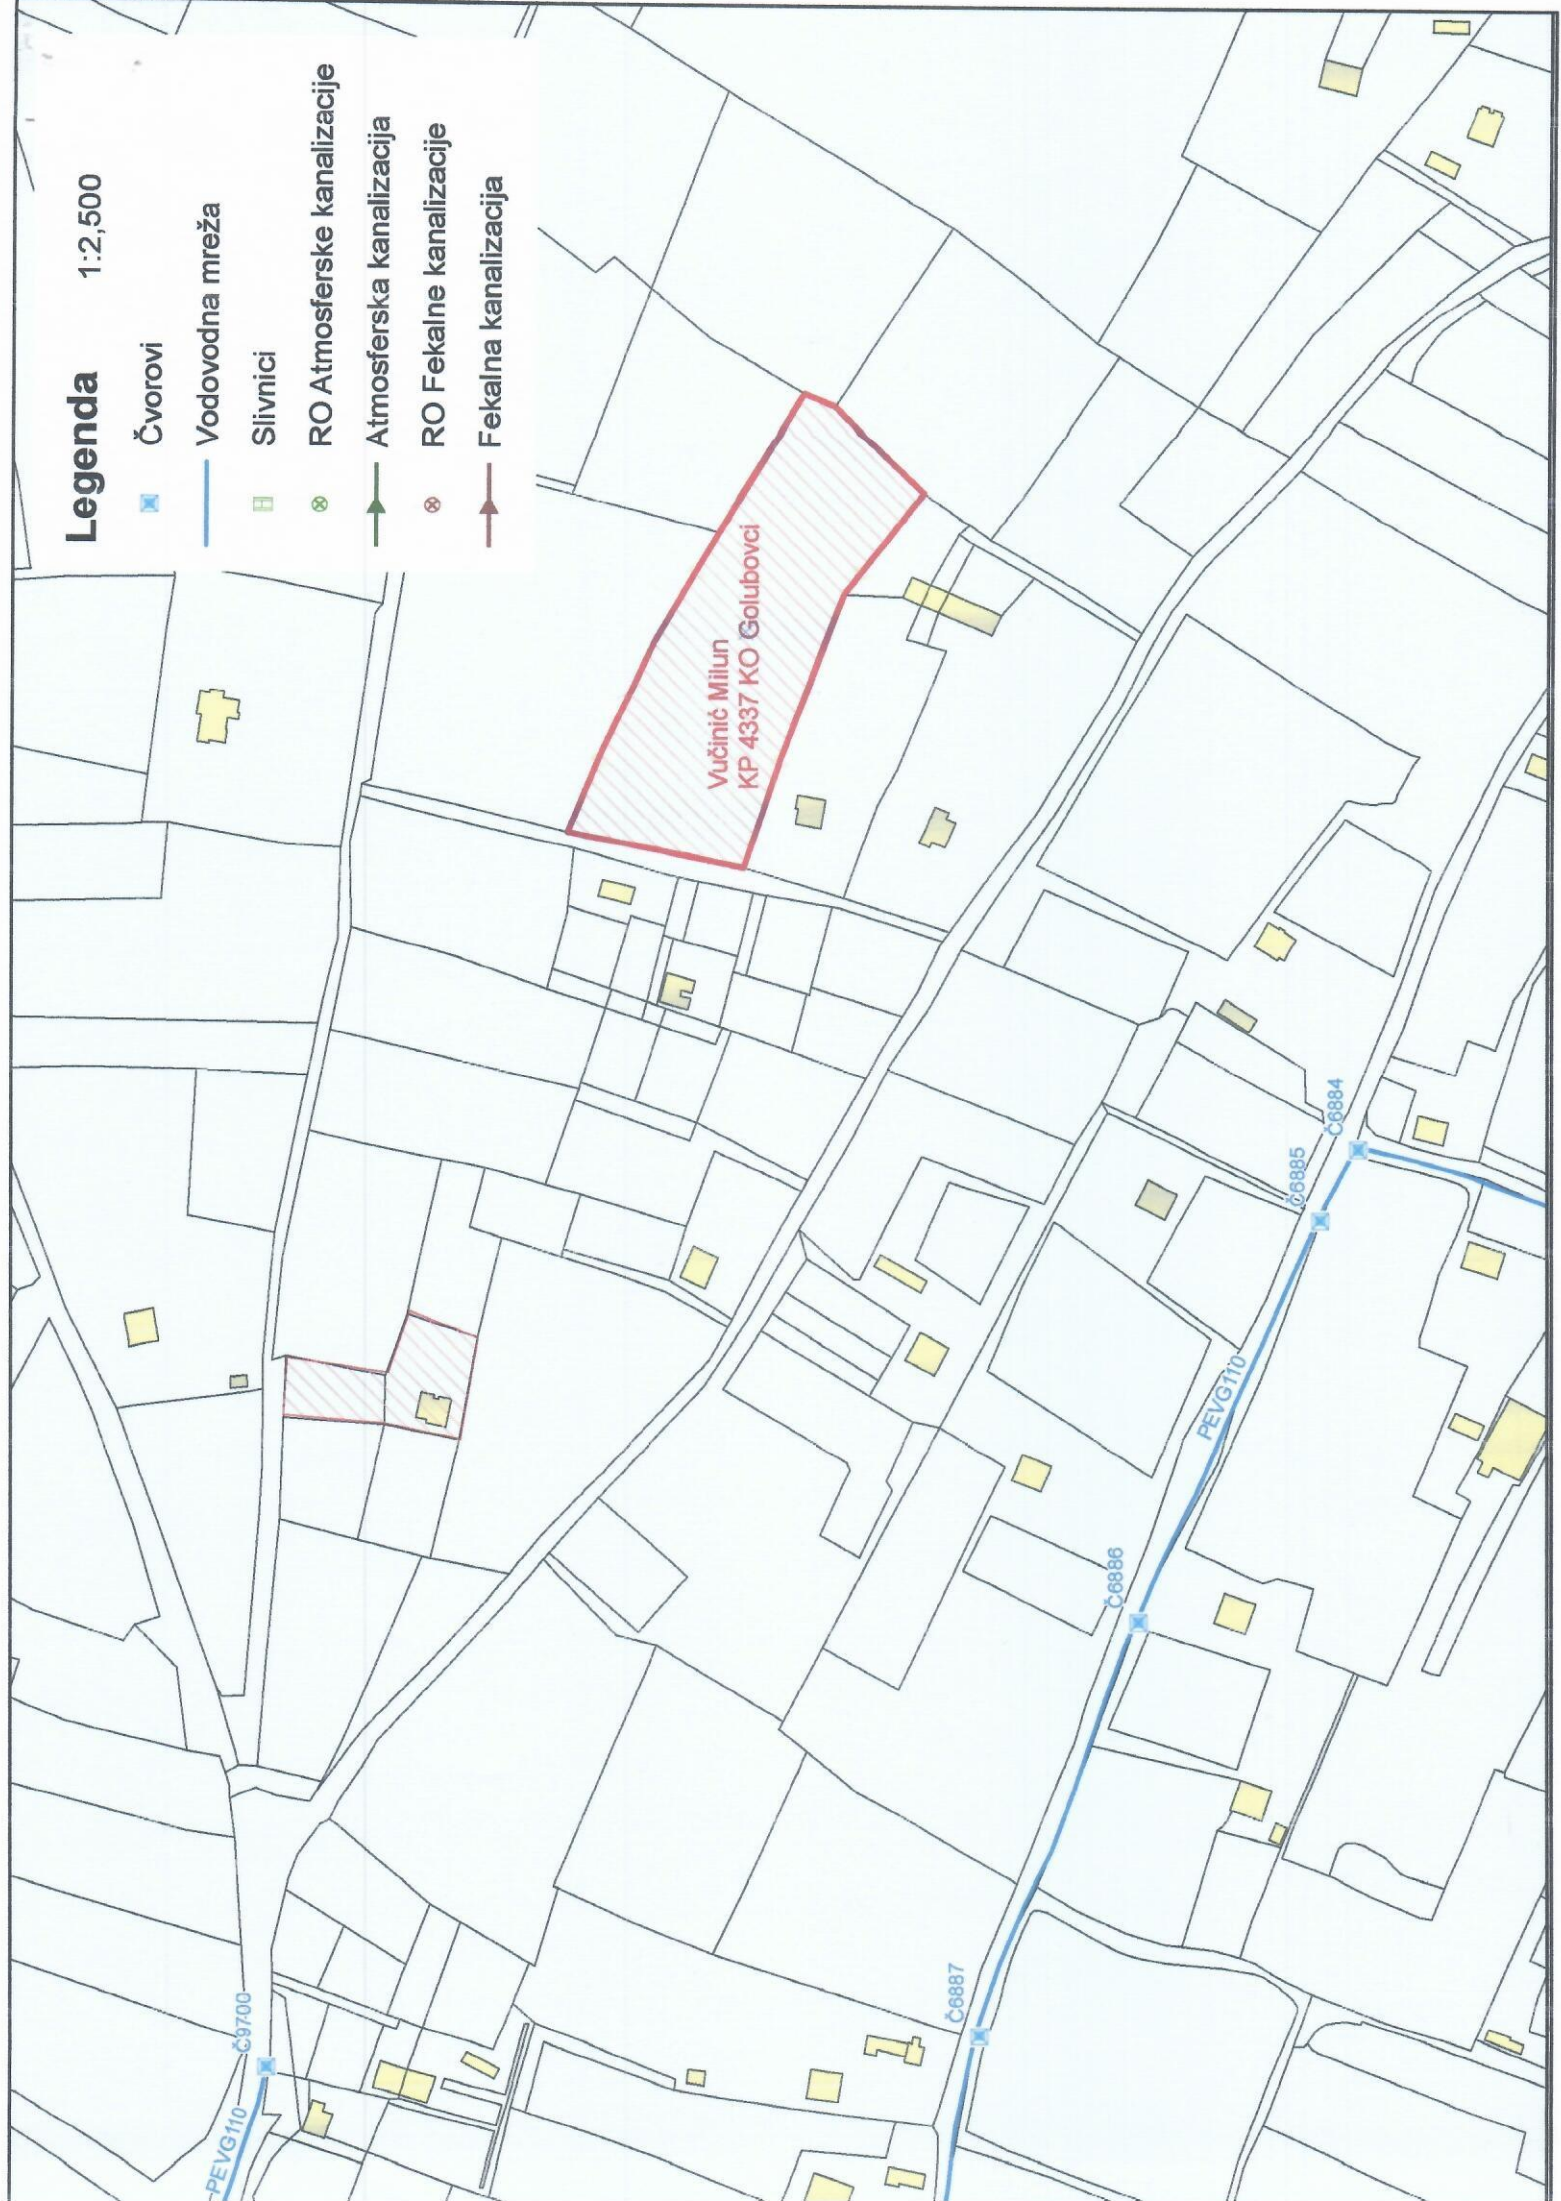 Legenda 1:2,500
Čvorovi
Vodovodna mreža
Slivnici
RO Atmosferske kanalizacije
Atmosferska kanalizacija
RO Fekalne kanalizacije
Fekalna kanalizacija
Vučinić Milun
KP 4337 KO Golubovci
PEVG110
Č9700
Č6887
Č6886
PEVG110
Č6885
Č6884